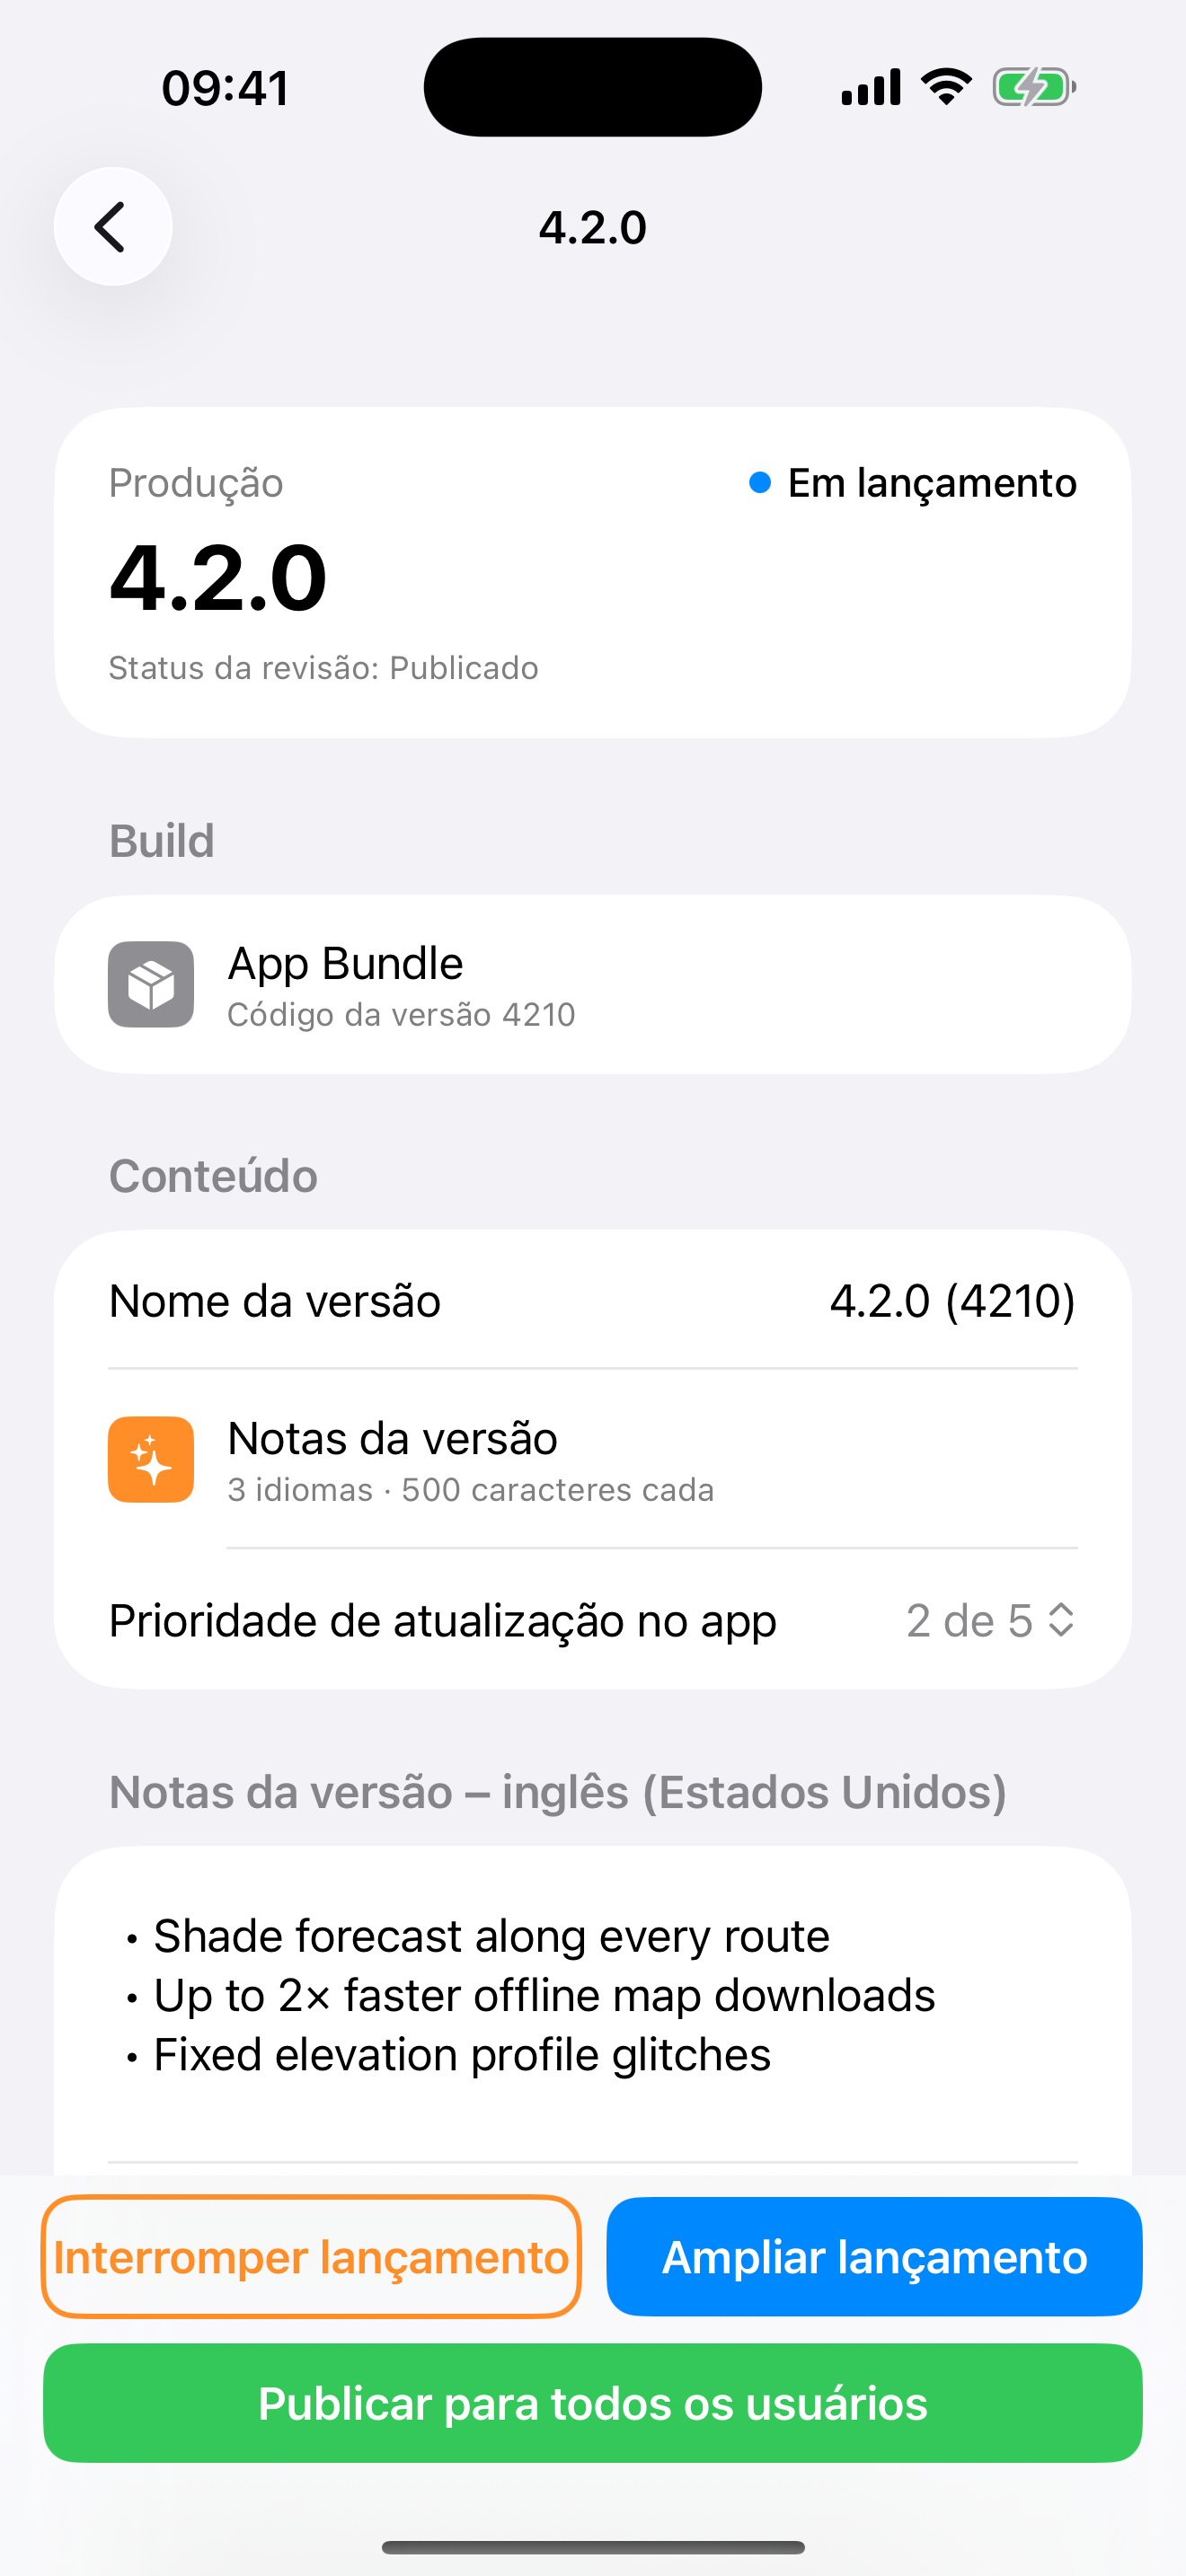 09:41
4.2.0
Produção
Em lançamento
4.2.0
Status da revisão: Publicado
Build
App Bundle
Código da versão 4210
Conteúdo
Nome da versão
4.2.0 (4210)
Notas da versão
3 idiomas · 500 caracteres cada
Prioridade de atualização no app
2 de 5
Notas da versão – inglês (Estados Unidos)
• Shade forecast along every route
• Up to 2× faster offline map downloads
• Fixed elevation profile glitches
Interromper lançamento
Ampliar lançamento
Publicar para todos os usuários